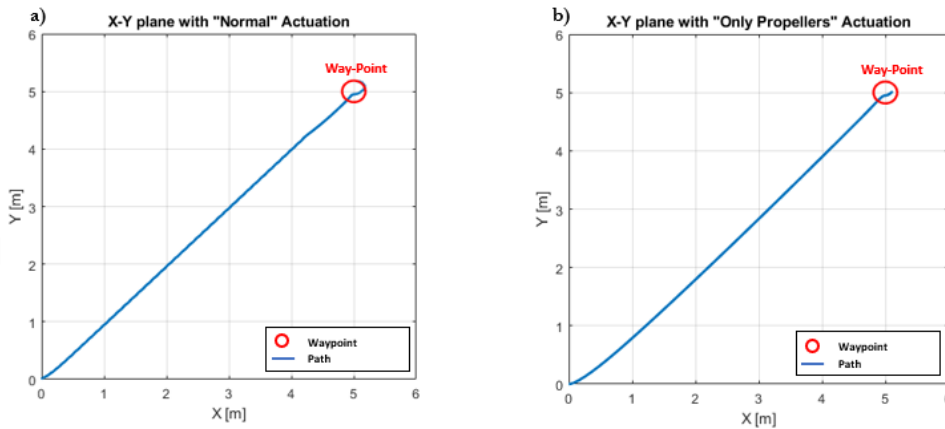 a)
X-Y plane with "Normal" Actuation
6
5
4
3
2
1
0
Y [m]
Way-Point
Waypoint
Path
0 1 2 3 4 5 6
X [m]
b)
X-Y plane with "Only Propellers" Actuation
6
5
4
3
2
1
0
Y [m]
Way-Point
Waypoint
Path
0 1 2 3 4 5 6
X [m]